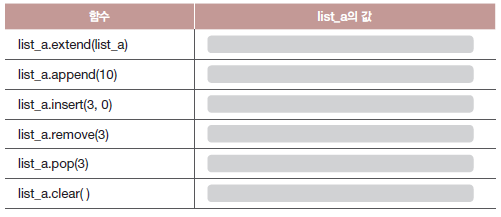 함수 list_a의 값
list_a.extend(list_a)
list_a.append(10)
list_a.insert(3, 0)
list_a.remove(3)
list_a.pop(3)
list_a.clear( )